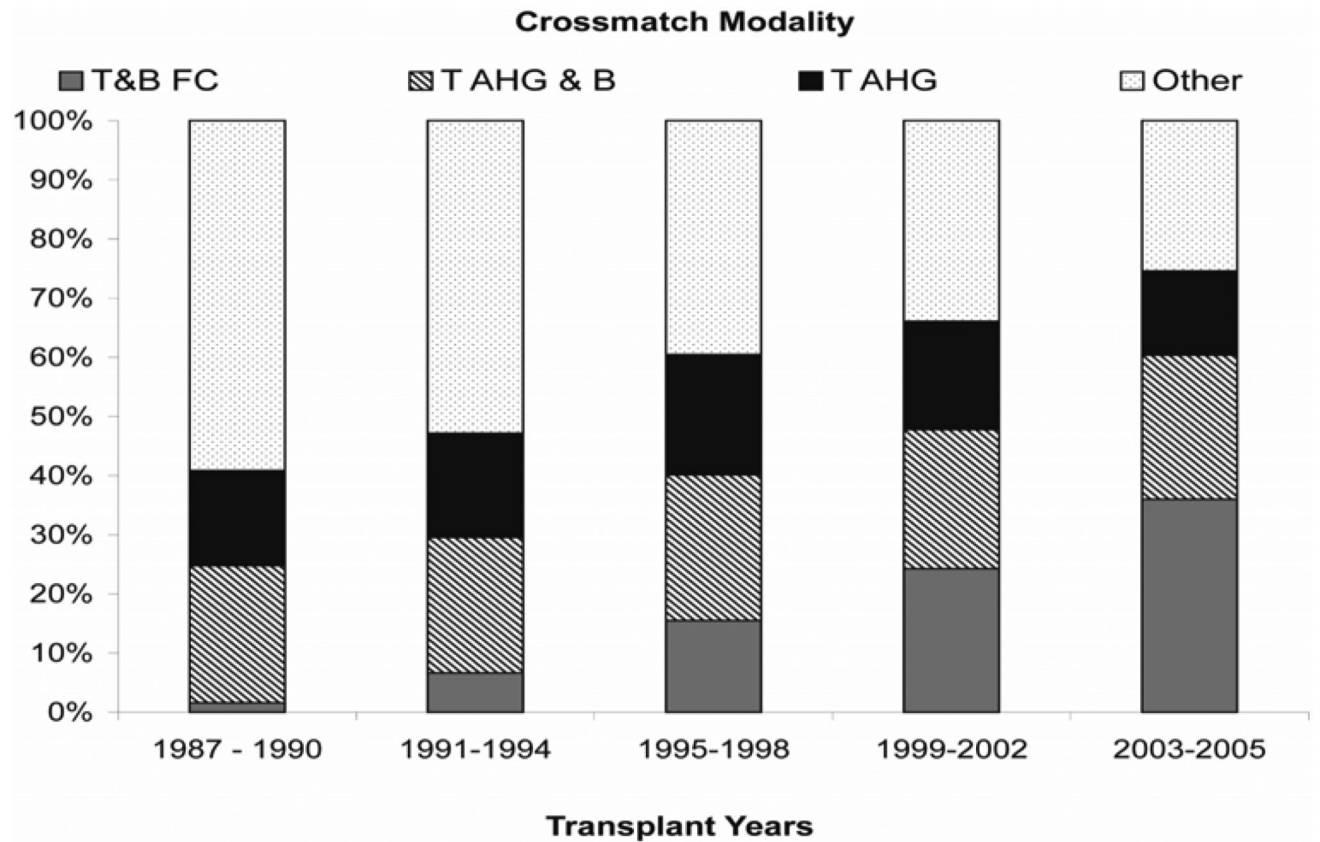 Crossmatch Modality
T&B FC T AHG & B T AHG Other
100%
90%
80%
70%
60%
50%
40%
30%
20%
10%
0%
1987 - 1990 1991-1994 1995-1998 1999-2002 2003-2005
Transplant Years